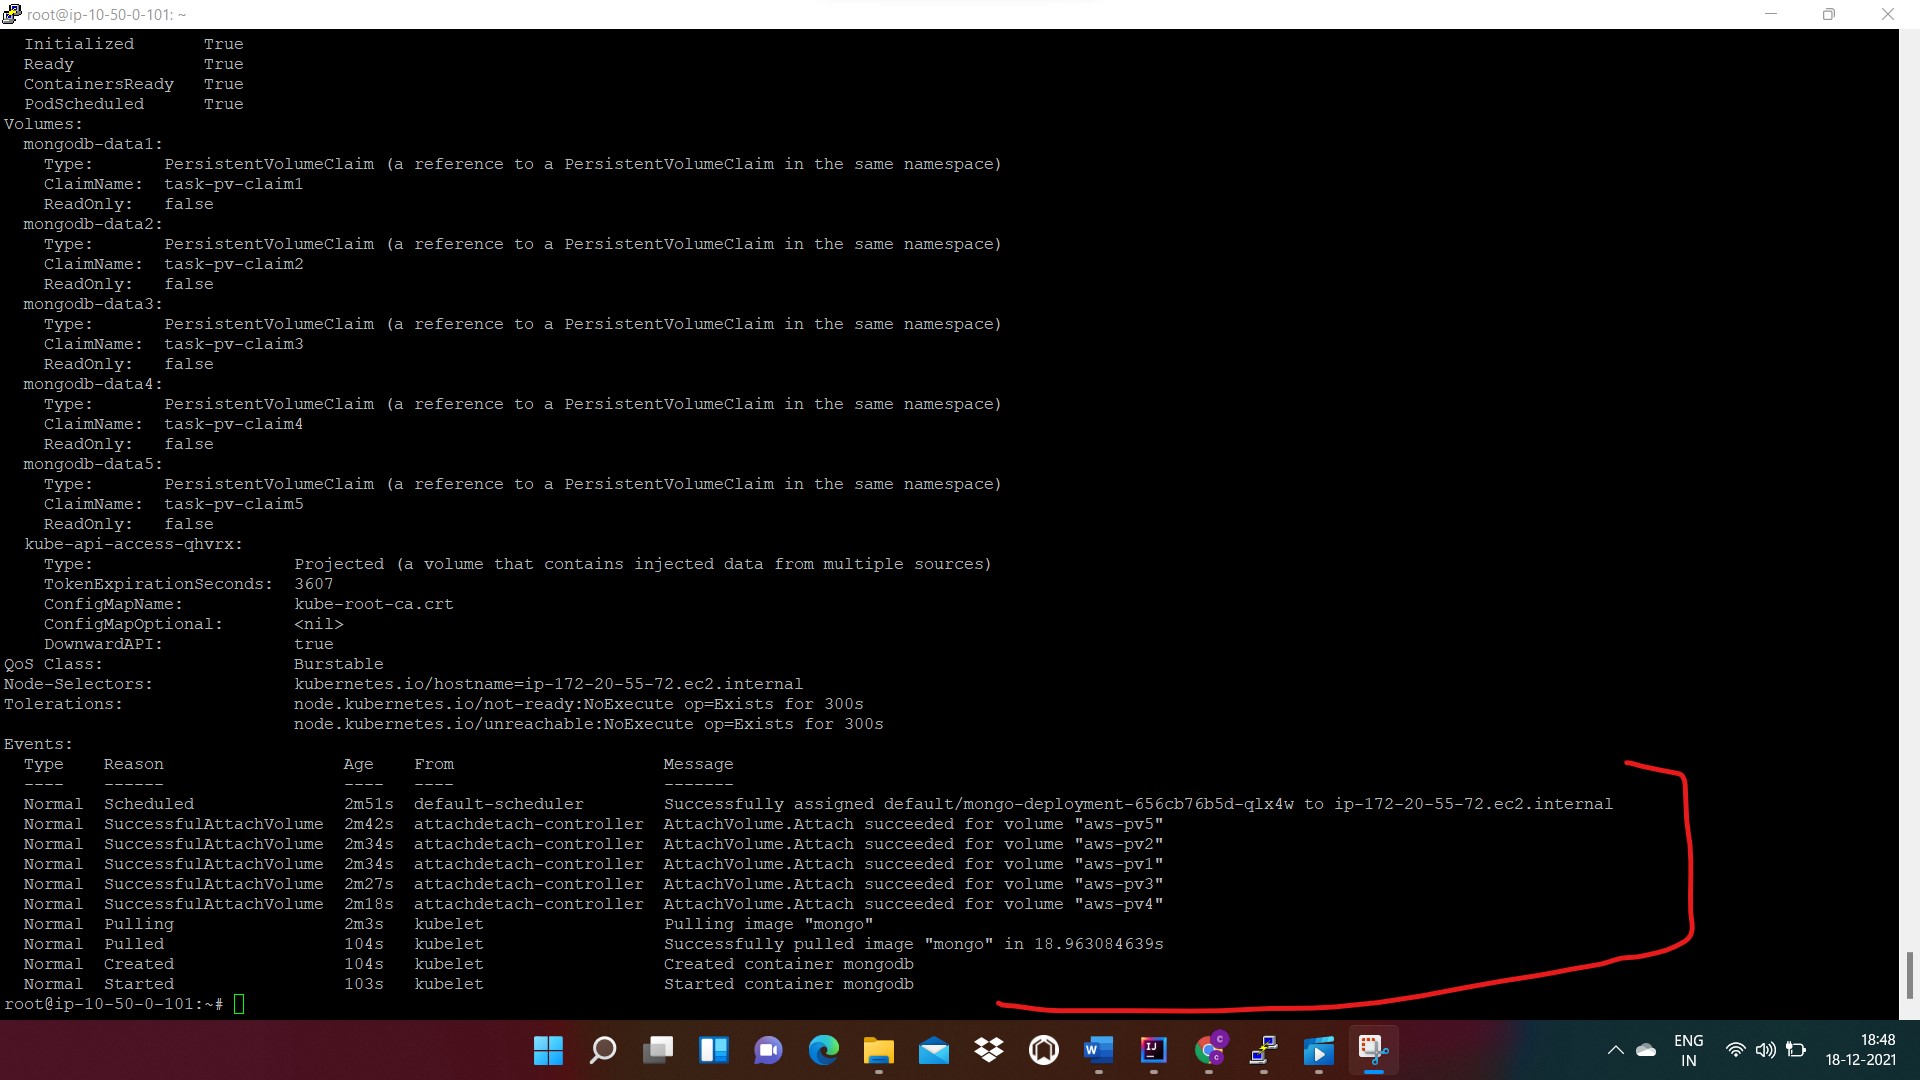 root@ip-10-50-0-101: ~
Initialized True
Ready True
ContainersReady True
PodScheduled True
Volumes:
mongodb-data1:
Type: PersistentVolumeClaim (a reference to a PersistentVolumeClaim in the same namespace)
ClaimName: task-pv-claim1
ReadOnly: false
mongodb-data2:
Type: PersistentVolumeClaim (a reference to a PersistentVolumeClaim in the same namespace)
ClaimName: task-pv-claim2
ReadOnly: false
mongodb-data3:
Type: PersistentVolumeClaim (a reference to a PersistentVolumeClaim in the same namespace)
ClaimName: task-pv-claim3
ReadOnly: false
mongodb-data4:
Type: PersistentVolumeClaim (a reference to a PersistentVolumeClaim in the same namespace)
ClaimName: task-pv-claim4
ReadOnly: false
mongodb-data5:
Type: PersistentVolumeClaim (a reference to a PersistentVolumeClaim in the same namespace)
ClaimName: task-pv-claim5
ReadOnly: false
kube-api-access-qhvrx:
Type: Projected (a volume that contains injected data from multiple sources)
TokenExpirationSeconds: 3607
ConfigMapName: kube-root-ca.crt
ConfigMapOptional: <nil>
DownwardAPI: true
QoS Class: Burstable
Node-Selectors: kubernetes.io/hostname=ip-172-20-55-72.ec2.internal
Tolerations: node.kubernetes.io/not-ready:NoExecute op=Exists for 300s
node.kubernetes.io/unreachable:NoExecute op=Exists for 300s
Events:
Type Reason Age From Message
---- ------ ---- ---- -------
Normal Scheduled 2m51s default-scheduler Successfully assigned default/mongo-deployment-656cb76b5d-qlx4w to ip-172-20-55-72.ec2.internal
Normal SuccessfulAttachVolume 2m42s attachdetach-controller AttachVolume.Attach succeeded for volume "aws-pv5"
Normal SuccessfulAttachVolume 2m34s attachdetach-controller AttachVolume.Attach succeeded for volume "aws-pv2"
Normal SuccessfulAttachVolume 2m34s attachdetach-controller AttachVolume.Attach succeeded for volume "aws-pv1"
Normal SuccessfulAttachVolume 2m27s attachdetach-controller AttachVolume.Attach succeeded for volume "aws-pv3"
Normal SuccessfulAttachVolume 2m18s attachdetach-controller AttachVolume.Attach succeeded for volume "aws-pv4"
Normal Pulling 2m3s kubelet Pulling image "mongo"
Normal Pulled 104s kubelet Successfully pulled image "mongo" in 18.963084639s
Normal Created 104s kubelet Created container mongodb
Normal Started 103s kubelet Started container mongodb
root@ip-10-50-0-101:~#
W IJ C C
ENG 18:48
IN 18-12-2021